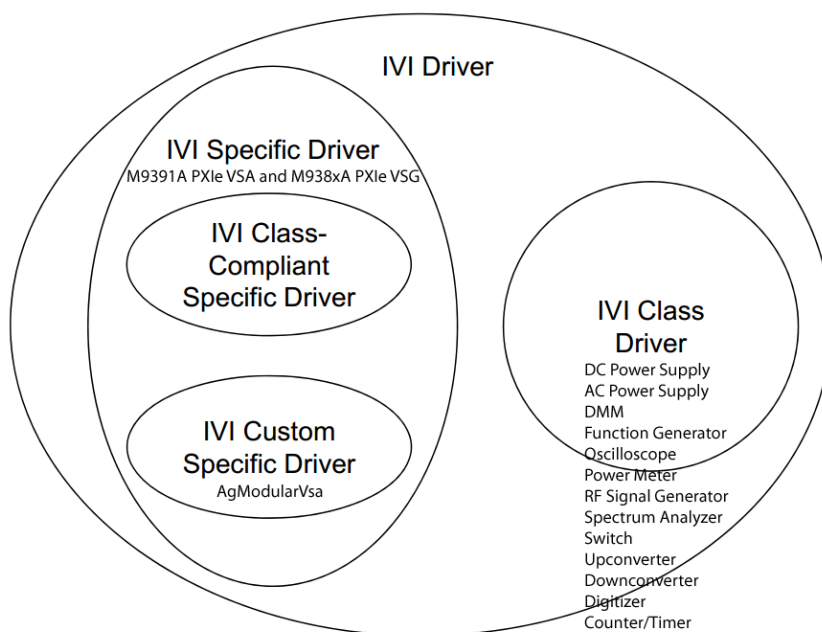 IVI Driver
IVI Specific Driver
M9391A PXIe VSA and M938xA PXIe VSG
IVI Class-
Compliant
Specific Driver
IVI Custom
Specific Driver
AgModularVsa
IVI Class
Driver
DC Power Supply
AC Power Supply
DMM
Function Generator
Oscilloscope
Power Meter
RF Signal Generator
Spectrum Analyzer
Switch
Upconverter
Downconverter
Digitizer
Counter/Timer